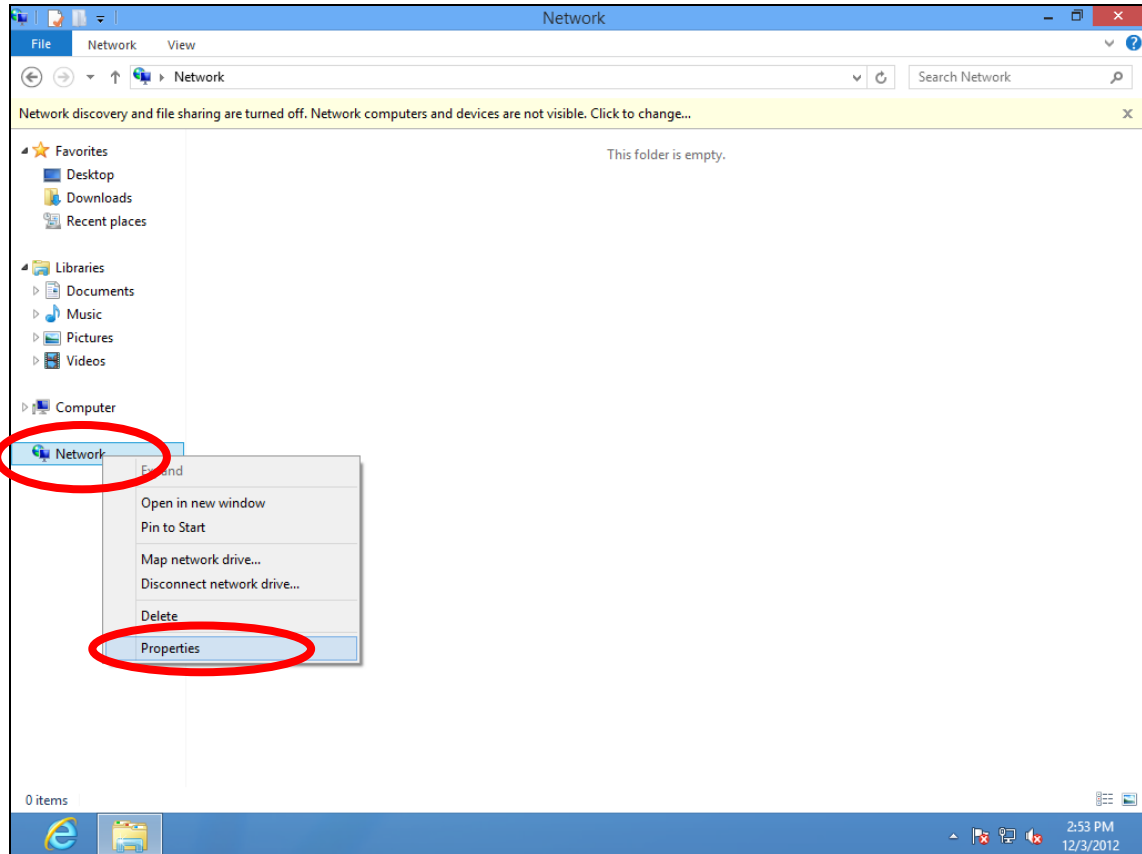 Network
File Network View
Network
Search Network
Network discovery and file sharing are turned off. Network computers and devices are not visible. Click to change...
This folder is empty.
Favorites
Desktop
Downloads
Recent places
Libraries
Documents
Music
Pictures
Videos
Computer
Network
Expand
Open in new window
Pin to Start
Map network drive...
Disconnect network drive...
Delete
Properties
0 items
2:53 PM
12/3/2012